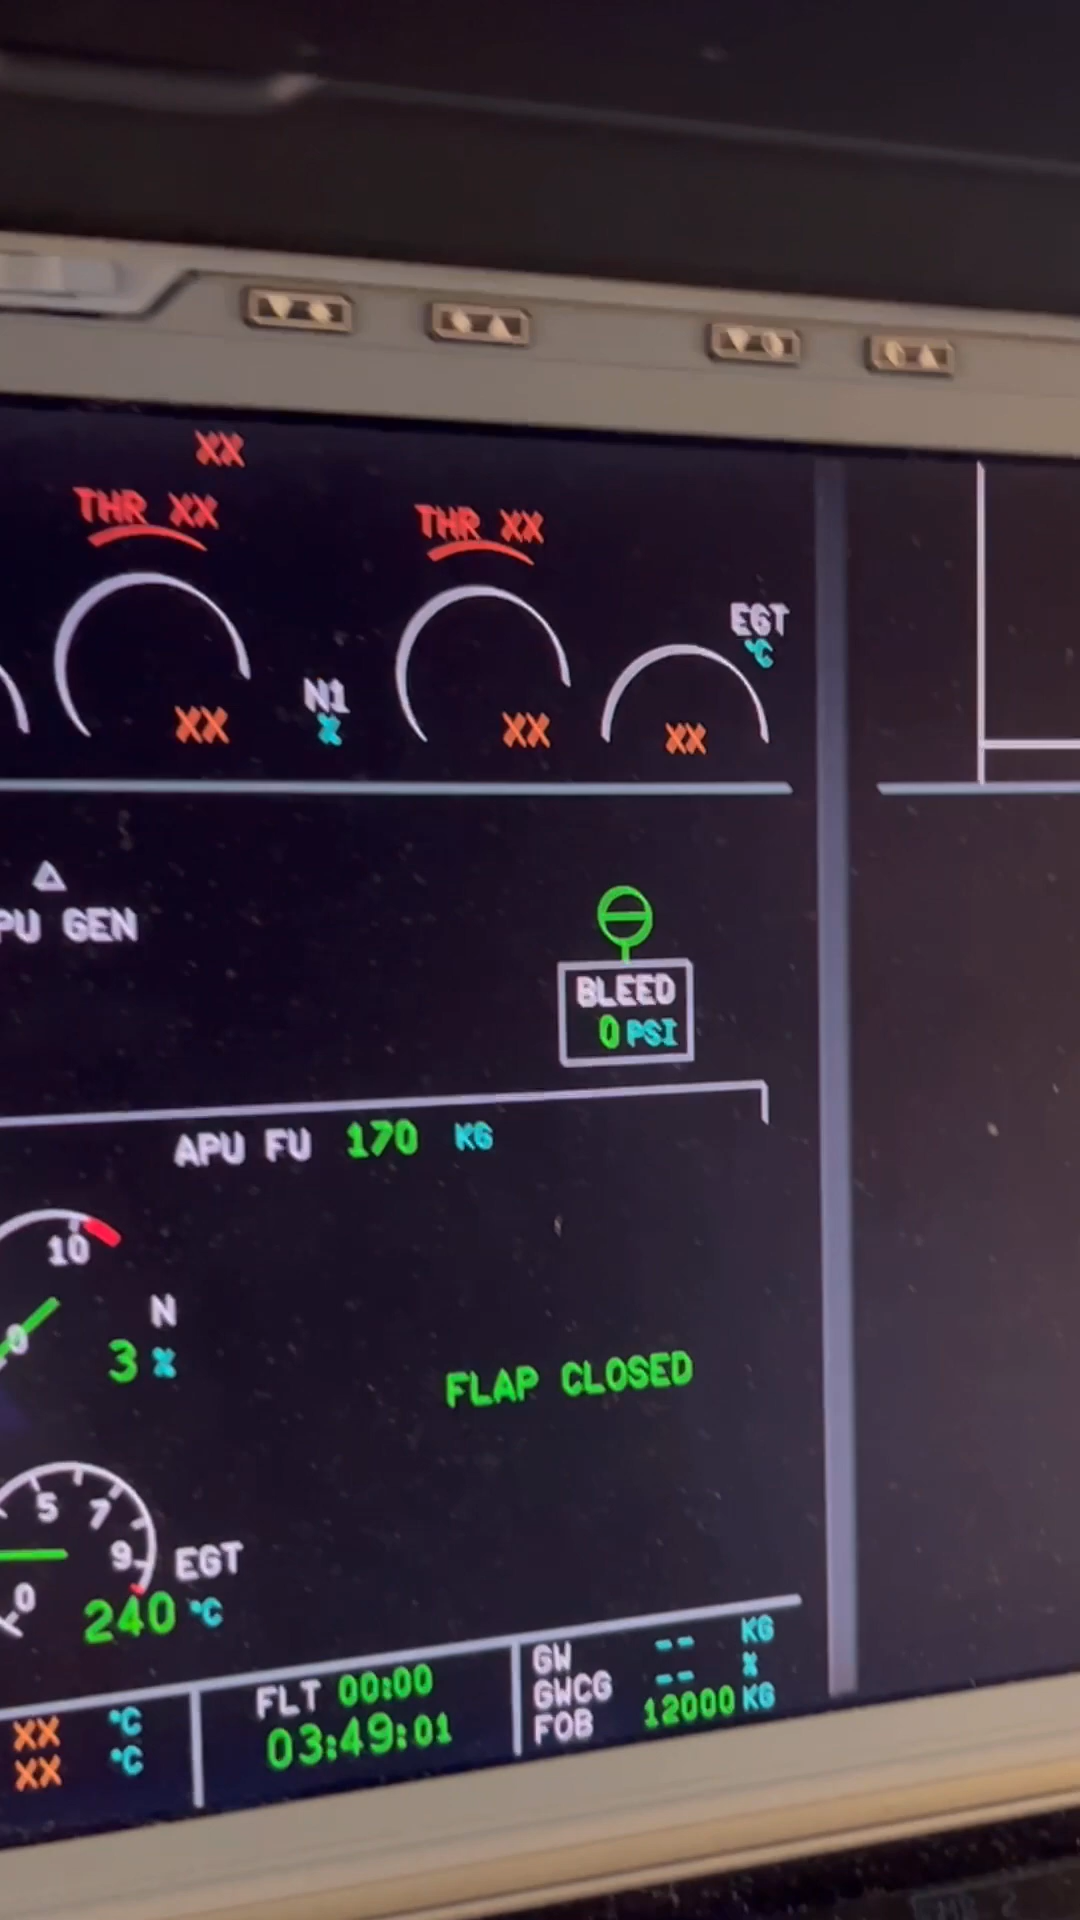 XX
THR XX
THR XX
EGT
°C
N1
%
XX
XX
XX
PU GEN
BLEED
0 PSI
APU FU 170 KG
10
N
0
3 %
FLAP CLOSED
5 7
9
EGT
0
240 °C
GW -- KG
FLT 00:00
GWCG -- %
XX °C
03:49:01
FOB 12000 KG
XX °C